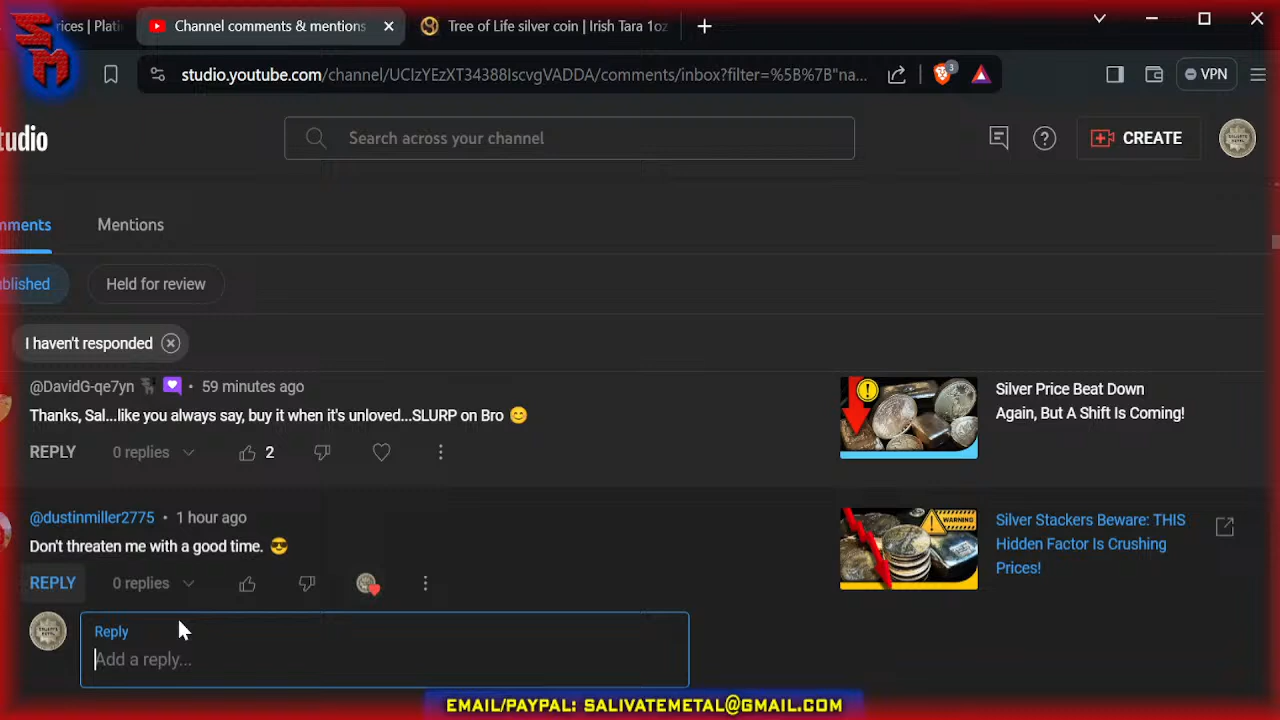 SM
rices | Plati
Channel comments & mentions
Tree of Life silver coin | Irish Tara 1oz
studio.youtube.com/channel/UCIzYEzXT34388IscvgVADDA/comments/inbox?filter=%5B%7B"na...
3
VPN
tudio
Search across your channel
CREATE
mments
Mentions
ublished
Held for review
I haven't responded
@DavidG-qe7yn • 59 minutes ago
Thanks, Sal...like you always say, buy it when it's unloved...SLURP on Bro 😊
REPLY
0 replies
2
Silver Price Beat Down
Again, But A Shift Is Coming!
@dustinmiller2775 • 1 hour ago
Don't threaten me with a good time. 😎
REPLY
0 replies
WARNING
Silver Stackers Beware: THIS
Hidden Factor Is Crushing
Prices!
Reply
Add a reply...
EMAIL/PAYPAL: SALIVATEMETAL@GMAIL.COM